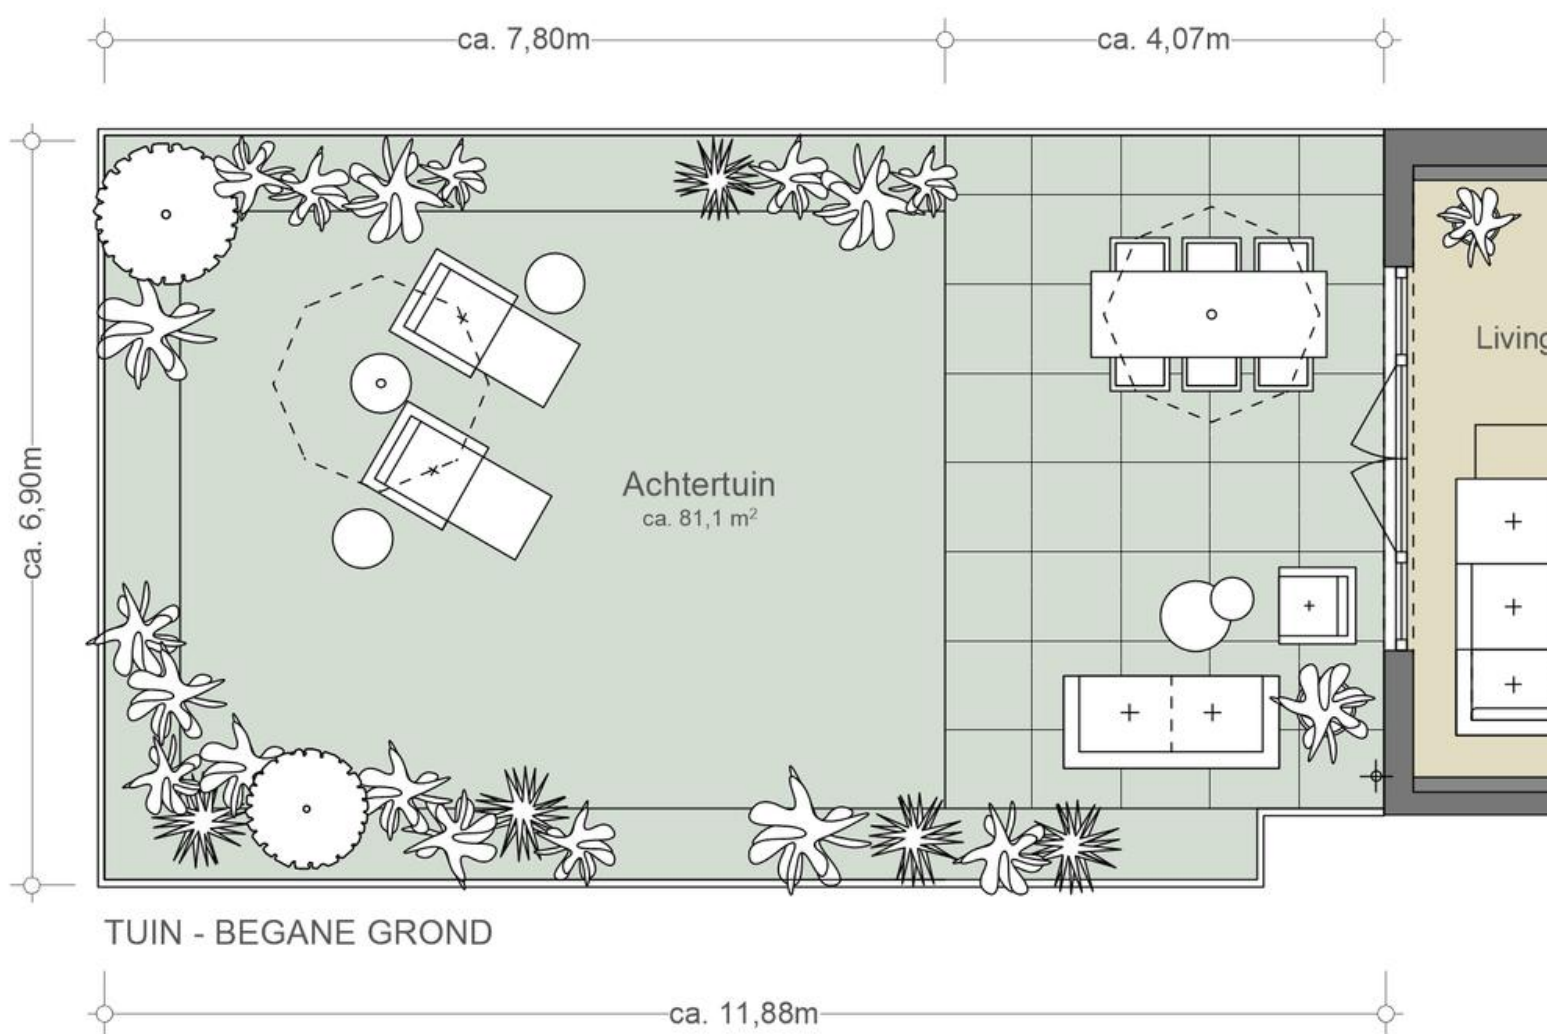 ca. 7,80m
ca. 4,07m
ca. 6,90m
Living
Achtertuin
ca. 81,1 m²
TUIN - BEGANE GROND
ca. 11,88m